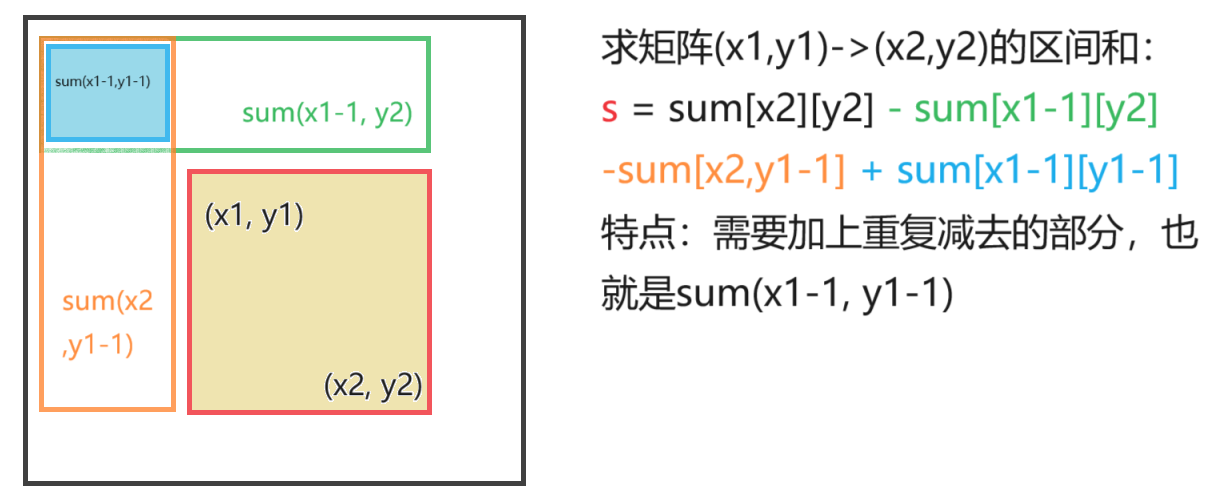 sum(x1-1,y1-1)
sum(x1-1, y2)
(x1, y1)
sum(x2
,y1-1)
(x2, y2)
求矩阵(x1,y1)->(x2,y2)的区间和：
s = sum[x2][y2] - sum[x1-1][y2]
-sum[x2,y1-1] + sum[x1-1][y1-1]
特点：需要加上重复减去的部分，也
就是sum(x1-1, y1-1)